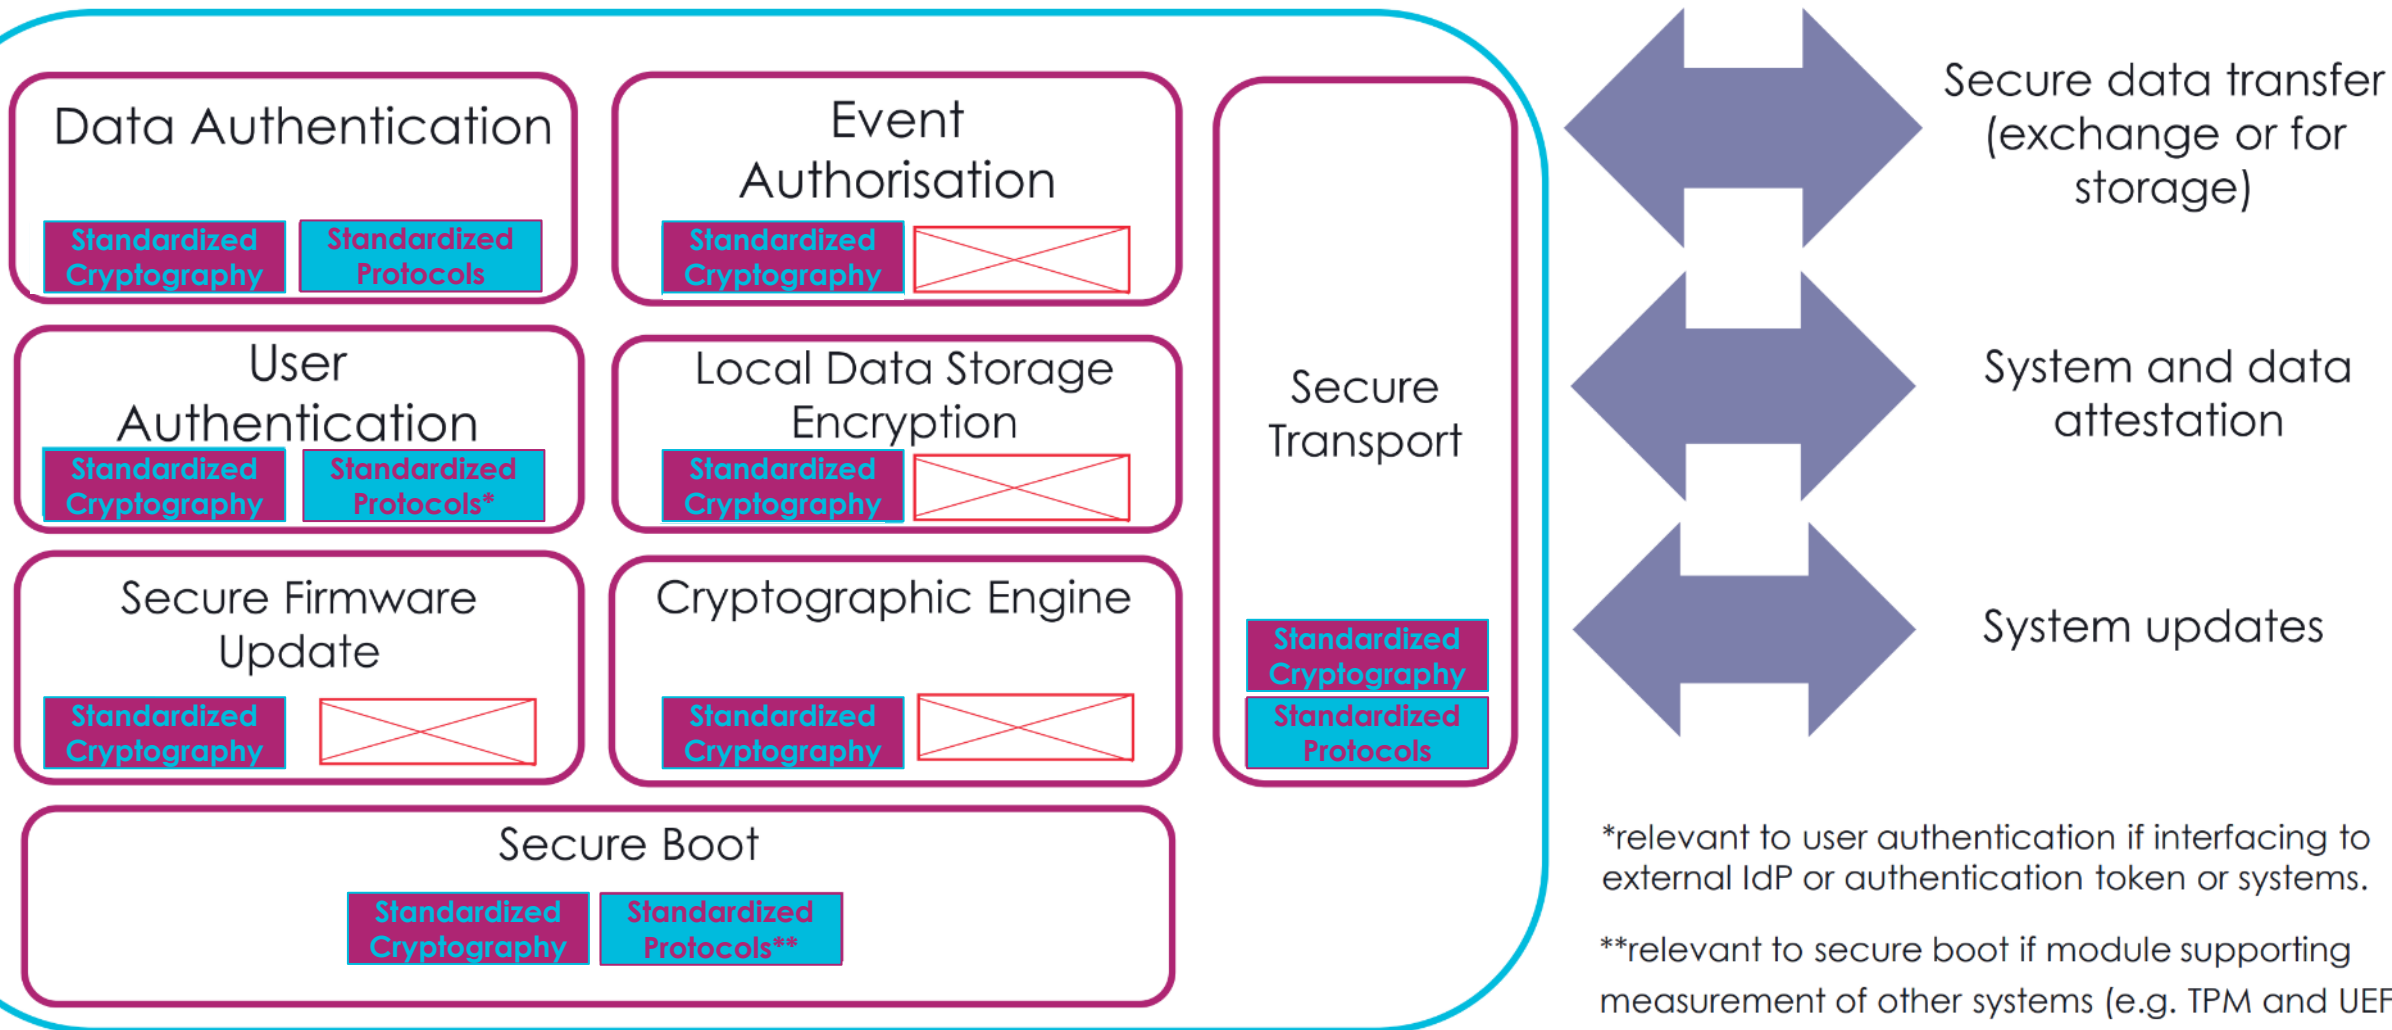 Data Authentication
Standardized
Cryptography
Standardized
Protocols
Event
Authorisation
Standardized
Cryptography
User
Authentication
Standardized
Cryptography
Standardized
Protocols*
Local Data Storage
Encryption
Standardized
Cryptography
Secure Firmware
Update
Standardized
Cryptography
Cryptographic Engine
Standardized
Cryptography
Secure
Transport
Standardized
Cryptography
Standardized
Protocols
Secure Boot
Standardized
Cryptography
Standardized
Protocols**
Secure data transfer
(exchange or for
storage)
System and data
attestation
System updates
*relevant to user authentication if interfacing to
external IdP or authentication token or systems.
**relevant to secure boot if module supporting
measurement of other systems (e.g. TPM and